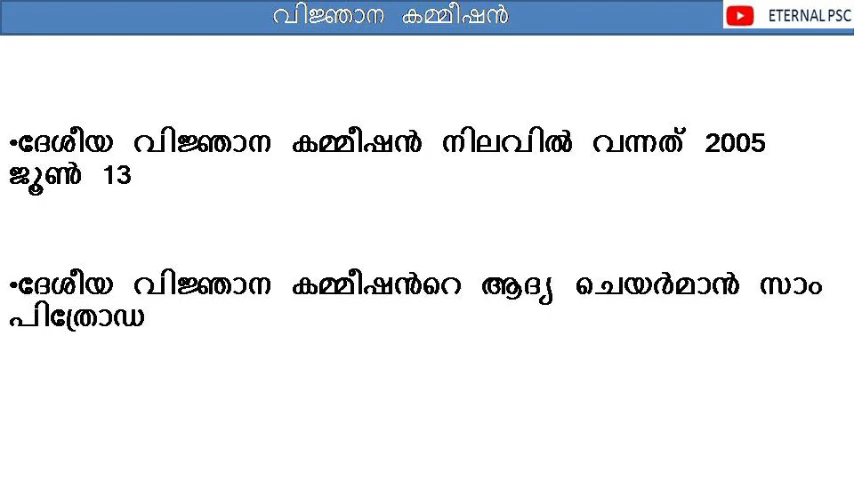 വിജ്ഞാന കമ്മീഷൻ
ETERNAL PSC
•ദേശീയ വിജ്ഞാന കമ്മീഷൻ നിലവിൽ വന്നത് 2005
ജൂൺ 13
•ദേശീയ വിജ്ഞാന കമ്മീഷൻറെ ആദ്യ ചെയർമാൻ സാം
പിത്രോഡ